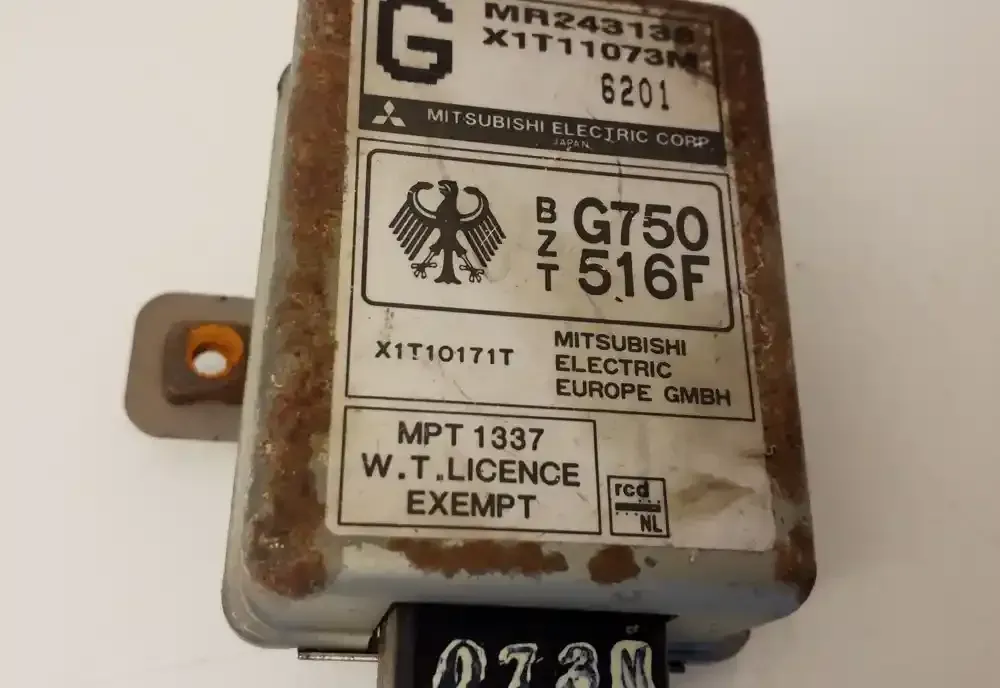 G
MR243138
X1T11073M
6201
MITSUBISHI ELECTRIC CORP.
JAPAN
BZT
G750
516F
X1T10171T
MITSUBISHI
ELECTRIC
EUROPE GMBH
MPT 1337
W.T.LICENCE
EXEMPT
rcd
NL
073M